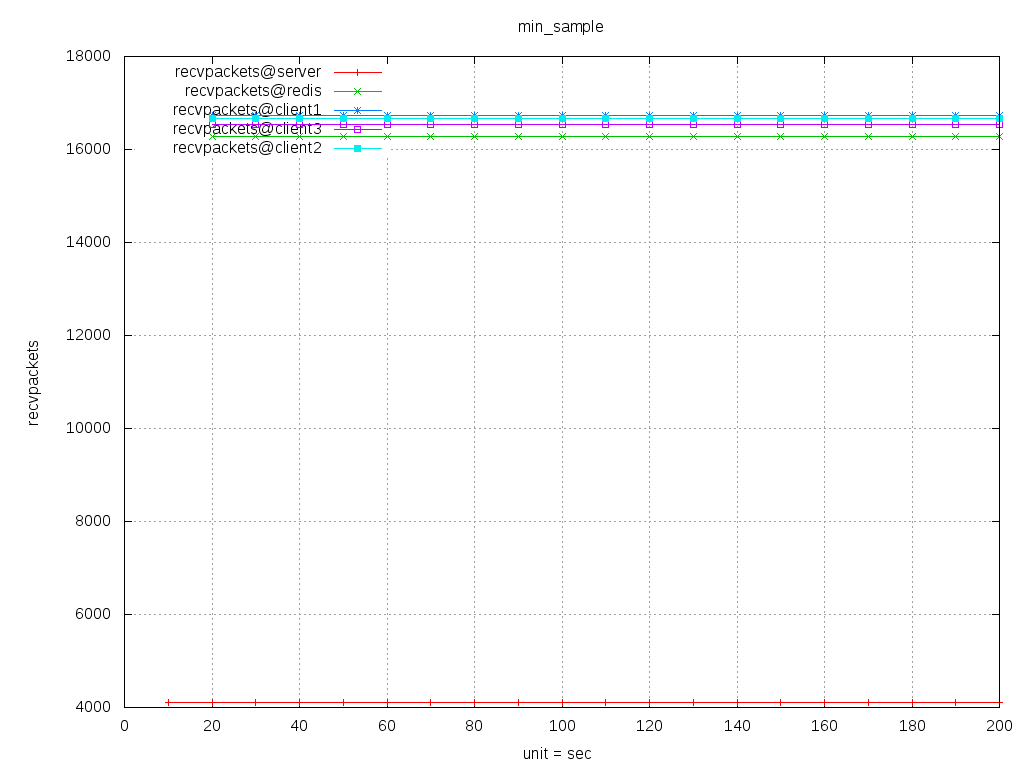 min_sample
18000
16000
14000
12000
10000
8000
6000
4000
recvpackets
recvpackets@server
recvpackets@redis
recvpackets@client1
recvpackets@client3
recvpackets@client2
0 20 40 60 80 100 120 140 160 180 200
unit = sec